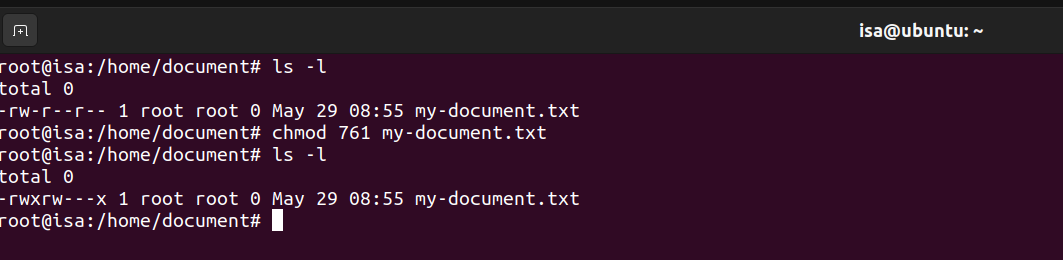 isa@ubuntu: ~
root@isa:/home/document# ls -l
total 0
-rw-r--r-- 1 root root 0 May 29 08:55 my-document.txt
root@isa:/home/document# chmod 761 my-document.txt
root@isa:/home/document# ls -l
total 0
-rwxrw---x 1 root root 0 May 29 08:55 my-document.txt
root@isa:/home/document#